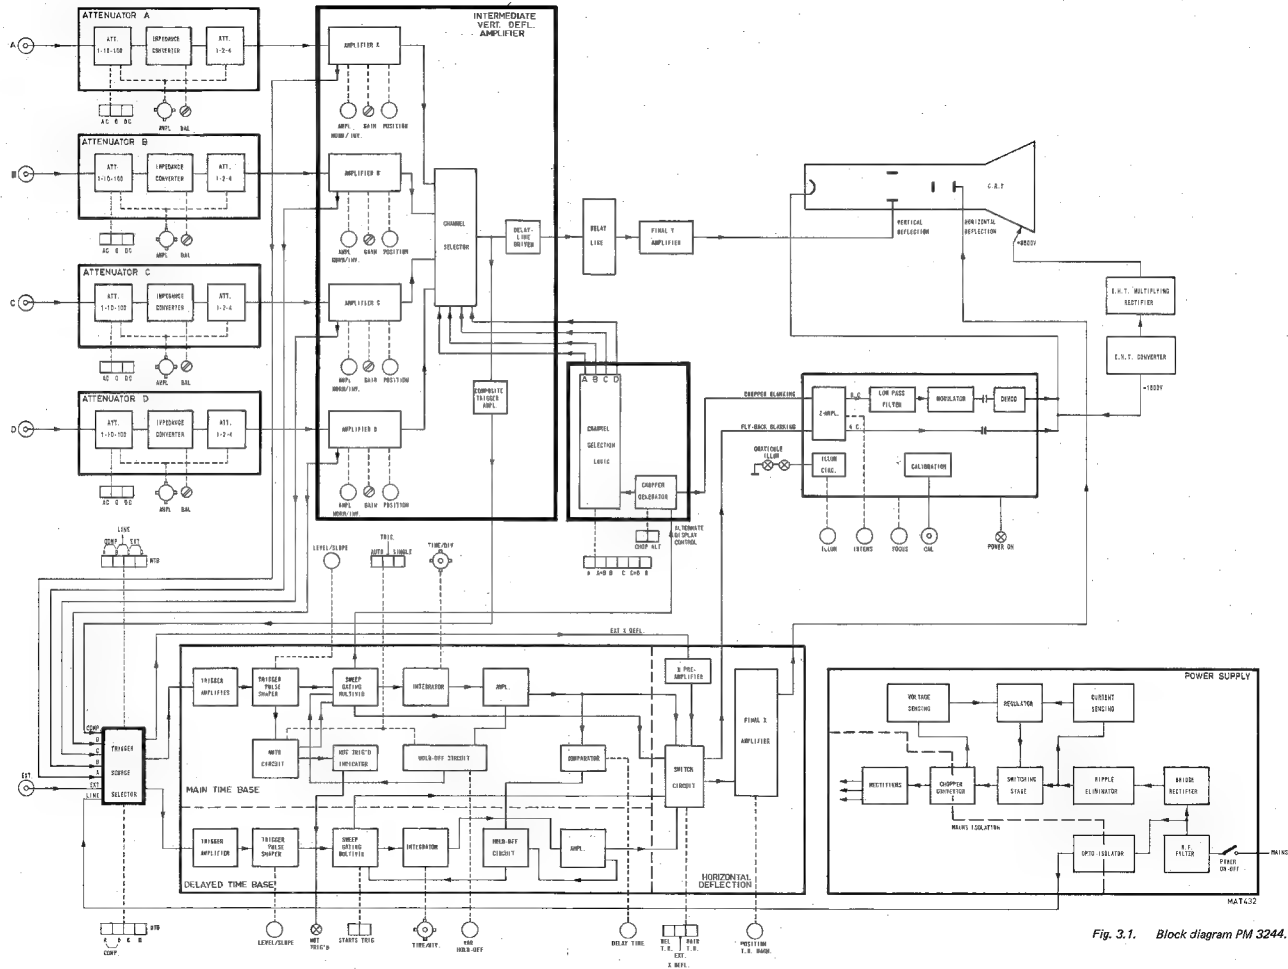 ATTENUATOR A
ATT.
1-10-100
IMPEDANCE
CONVERTER
ATT.
1-2-4
A
AC 0 DC
AMPL
BAL
ATTENUATOR B
ATT.
1-10-100
IMPEDANCE
CONVERTER
ATT.
1-2-4
B
AC 0 DC
AMPL
BAL
ATTENUATOR C
ATT.
1-10-100
IMPEDANCE
CONVERTER
ATT.
1-2-4
C
AC 0 DC
AMPL
BAL
ATTENUATOR D
ATT.
1-10-100
IMPEDANCE
CONVERTER
ATT.
1-2-4
D
AC 0 DC
AMPL
BAL
INTERMEDIATE
VERT. DEFL.
AMPLIFIER
AMPLIFIER A
AMPL
NORM/INV.
GAIN
POSITION
AMPLIFIER B
AMPL
NORM/INV.
GAIN
POSITION
AMPLIFIER C
AMPL
NORM/INV.
GAIN
POSITION
AMPLIFIER D
AMPL
NORM/INV.
GAIN
POSITION
CHANNEL
SELECTOR
DELAY-
LINE
DRIVER
DELAY
LINE
FINAL Y
AMPLIFIER
COMPOSITE
TRIGGER
AMPL.
C.R.T
VERTICAL
DEFLECTION
HORIZONTAL
DEFLECTION
E.H.T. MULTIPLYING
RECTIFIER
E.H.T. CONVERTER
A B C D
CHANNEL
SELECTION
LOGIC
CHOPPER
GENERATOR
CHOP ALT
ALTERNATE
DISPLAY
CONTROL
CHOPPER BLANKING
FLY-BACK BLANKING
Z-AMPL.
D.C.
A.C.
LOW PASS
FILTER
MODULATOR
DEMOD
GRATICULE
ILLUM
ILLUM
CIRC.
CALIBRATION
ILLUM
INTENS
FOCUS
CAL
POWER ON
LINE
COMP
EXT
MTB
LEVEL/SLOPE
TRIG.
AUTO
SINGLE
TIME/DIV
EXT X DEFL.
COMP
D
C
B
A
EXT
LINE
EXT.
TRIGGER
SOURCE
SELECTOR
TRIGGER
AMPLIFIER
TRIGGER
PULSE
SHAPER
SWEEP
GATING
MULTIVIB
INTEGRATOR
AMPL.
X PRE-
AMPLIFIER
FINAL X
AMPLIFIER
AUTO
CIRCUIT
NOT TRIG'D
INDICATOR
HOLD-OFF CIRCUIT
COMPARATOR
SWITCH
CIRCUIT
MAIN TIME BASE
TRIGGER
AMPLIFIER
TRIGGER
PULSE
SHAPER
SWEEP
GATING
MULTIVIB
INTEGRATOR
HOLD-OFF
CIRCUIT
AMPL.
DELAYED TIME BASE
HORIZONTAL
DEFLECTION
COMP.
LEVEL/SLOPE
NOT
TRIG'D
STARTS TRIG
TIME/DIV.
VAR
HOLD-OFF
DELAY TIME
DEL
T.B.
MAIN
T.B.
EXT.
X DEFL.
POSITION
POWER SUPPLY
VOLTAGE
SENSING
REGULATOR
CURRENT
SENSING
RECTIFIERS
CHOPPER
CONVERTOR
SWITCHING
STAGE
RIPPLE
ELIMINATOR
BRIDGE
RECTIFIER
MAINS ISOLATION
OPTO-ISOLATOR
FILTER
POWER
ON-OFF
MAINS
MAT432
Fig. 3.1. Block diagram PM 3244.